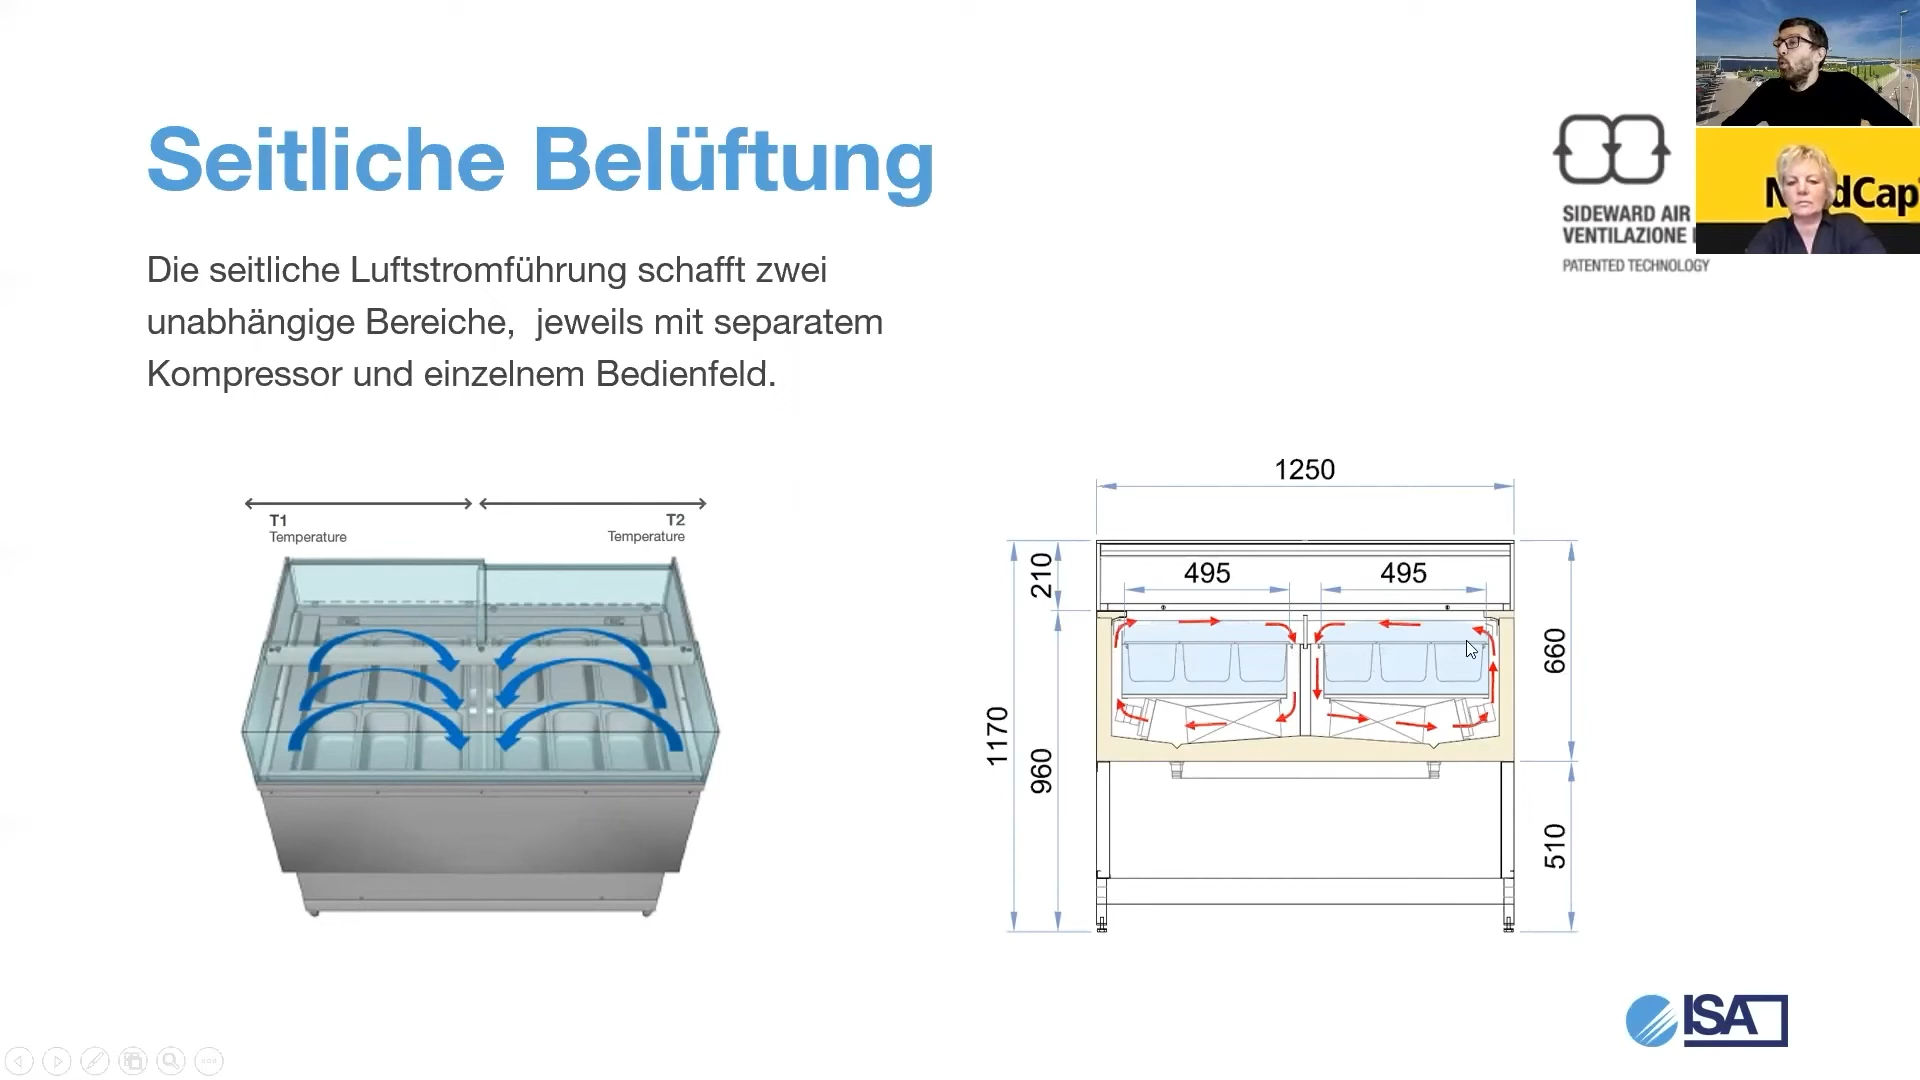 Seitliche Belüftung
Die seitliche Luftstromführung schafft zwei
unabhängige Bereiche, jeweils mit separatem
Kompressor und einzelnem Bedienfeld.
SIDEWARD AIR
VENTILAZIONE
PATENTED TECHNOLOGY
T1
Temperature
T2
Temperature
1250
210
495
495
660
1170
960
510
ISA